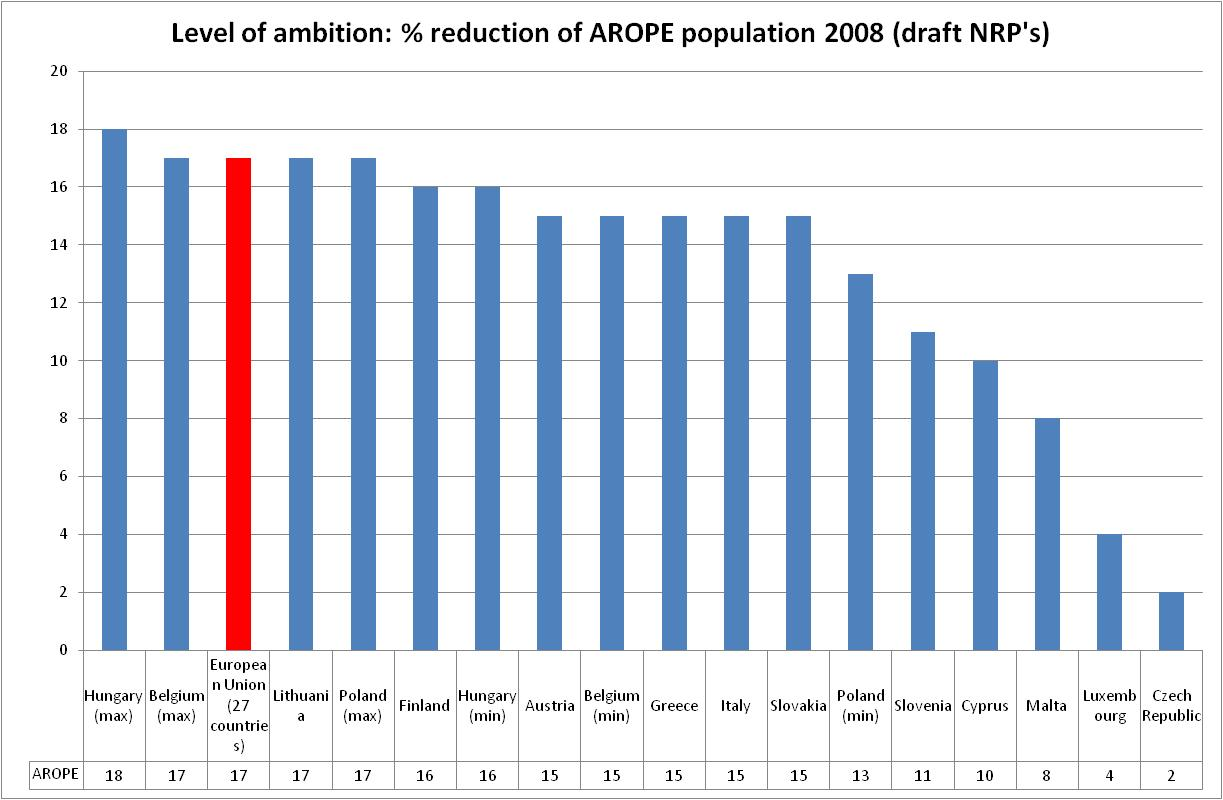 Level of ambition: % reduction of AROPE population 2008 (draft NRP's)
20
18
16
14
12
10
8
6
4
2
0
Hungary
(max)
Belgium
(max)
Europea
n Union
(27
countrie
s)
Lithuani
a
Poland
(max)
Finland
Hungary
(min)
Austria
Belgium
(min)
Greece
Italy
Slovakia
Poland
(min)
Slovenia
Cyprus
Malta
Luxemb
ourg
Czech
Republic
AROPE 18 17 17 17 17 16 16 15 15 15 15 15 13 11 10 8 4 2